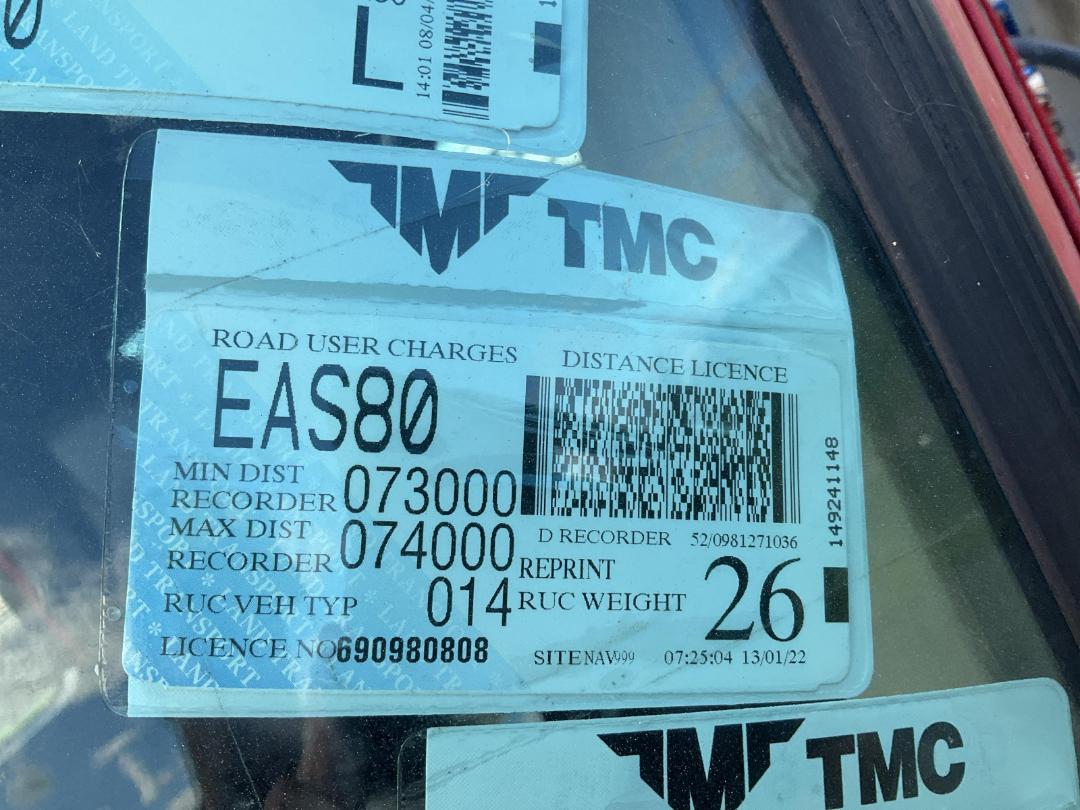 L
14:01 08/04/
TMC
ROAD USER CHARGES
DISTANCE LICENCE
EAS80
MIN DIST
RECORDER 073000
MAX DIST
RECORDER 074000
RUC VEH TYP 014
LICENCE NO 690980808
D RECORDER 52/0981271036
REPRINT
RUC WEIGHT 26
SITE NAV999 07:25:04 13/01/22
1492411148
TMC